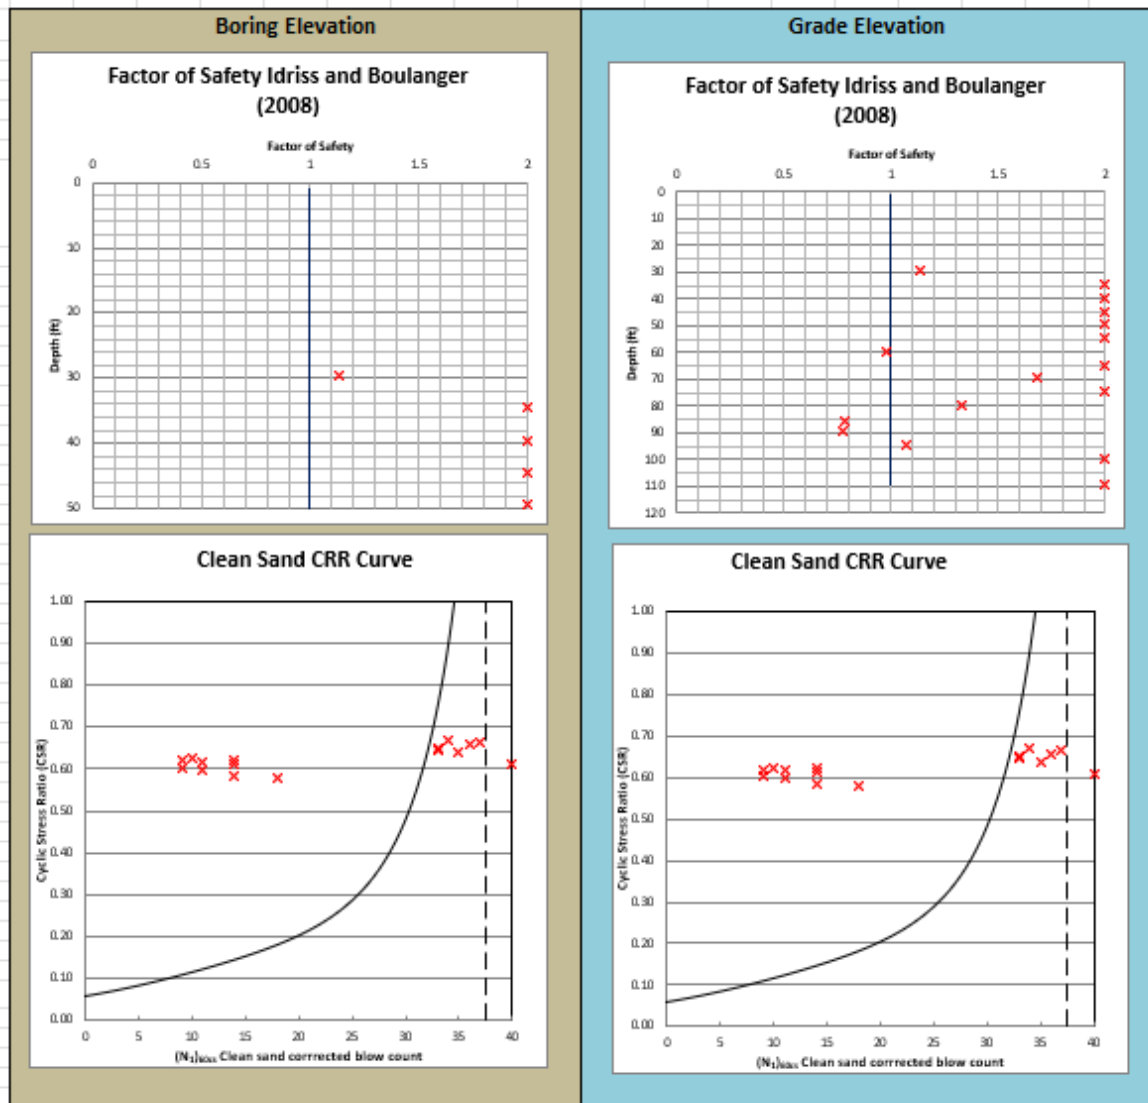 Boring Elevation
Factor of Safety Idriss and Boulanger
(2008)
Factor of Safety
0 0.5 1 1.5 2
0
10
20
30
40
50
Depth (ft)
Clean Sand CRR Curve
1.00
0.90
0.80
0.70
0.60
0.50
0.40
0.30
0.20
0.10
0.00
Cyclic Stress Ratio (CSR)
0 5 10 15 20 25 30 35 40
(N₁)₆₀cs Clean sand corrrected blow count
Grade Elevation
Factor of Safety Idriss and Boulanger
(2008)
Factor of Safety
0 0.5 1 1.5 2
0
10
20
30
40
50
60
70
80
90
100
110
120
Depth (ft)
Clean Sand CRR Curve
1.00
0.90
0.80
0.70
0.60
0.50
0.40
0.30
0.20
0.10
0.00
Cyclic Stress Ratio (CSR)
0 5 10 15 20 25 30 35 40
(N₁)₆₀cs Clean sand corrrected blow count